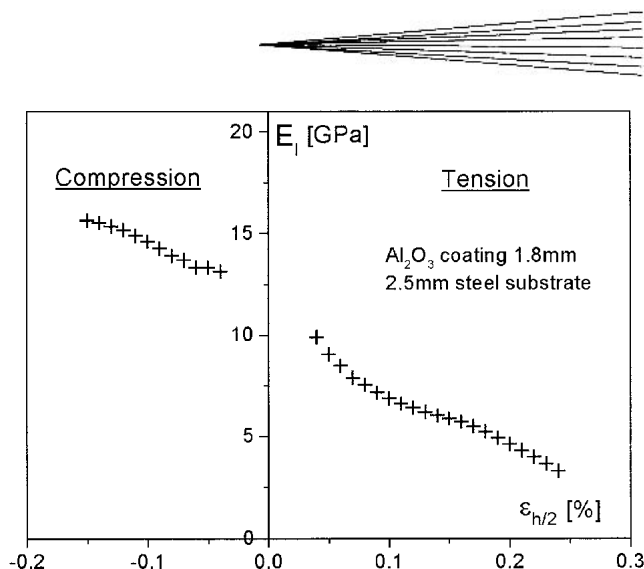 20
E_l [GPa]
Compression
Tension
15
Al₂O₃ coating 1.8mm
2.5mm steel substrate
10
5
ε_h/2 [%]
0
-0.2 -0.1 0.0 0.1 0.2 0.3